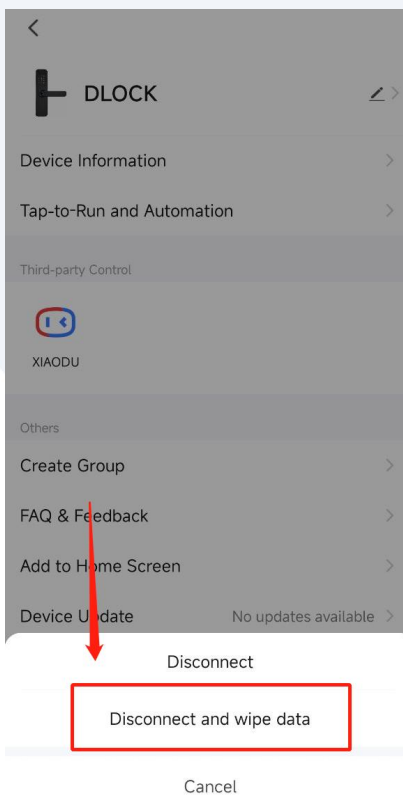 DLOCK
Device Information
Tap-to-Run and Automation
Third-party Control
XIAODU
Others
Create Group
FAQ & Feedback
Add to Home Screen
Device Update No updates available
Disconnect
Disconnect and wipe data
Cancel